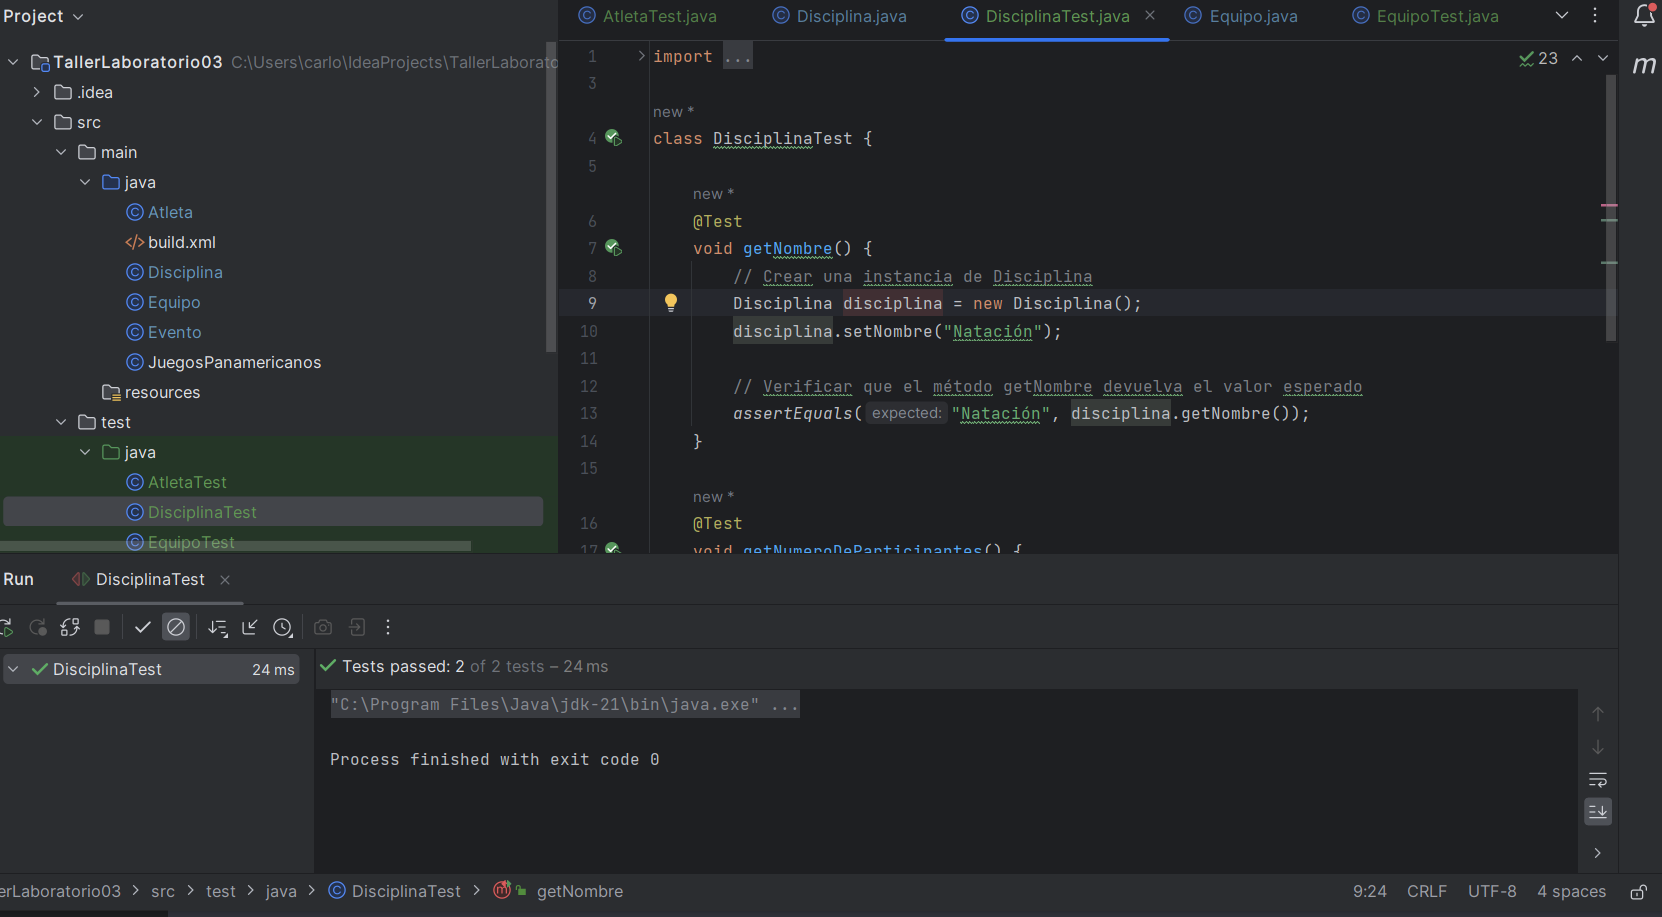 Project
TallerLaboratorio03 C:\Users\carlo\IdeaProjects\TallerLaborato
.idea
src
main
java
Atleta
</> build.xml
Disciplina
Equipo
Evento
JuegosPanamericanos
resources
test
java
AtletaTest
DisciplinaTest
EquipoTest
AtletaTest.java
Disciplina.java
DisciplinaTest.java
Equipo.java
EquipoTest.java
23
m
1 import ...
3
new *
4 class DisciplinaTest {
5
new *
6 @Test
7 void getNombre() {
8 // Crear una instancia de Disciplina
9 Disciplina disciplina = new Disciplina();
10 disciplina.setNombre("Natación");
11
12 // Verificar que el método getNombre devuelva el valor esperado
13 assertEquals( expected: "Natación", disciplina.getNombre());
14 }
15
new *
16 @Test
17 void getNumeroDeParticipantes() {
Run DisciplinaTest
DisciplinaTest 24 ms
Tests passed: 2 of 2 tests – 24 ms
"C:\Program Files\Java\jdk-21\bin\java.exe" ...
Process finished with exit code 0
erLaboratorio03 > src > test > java > DisciplinaTest > getNombre
9:24 CRLF UTF-8 4 spaces